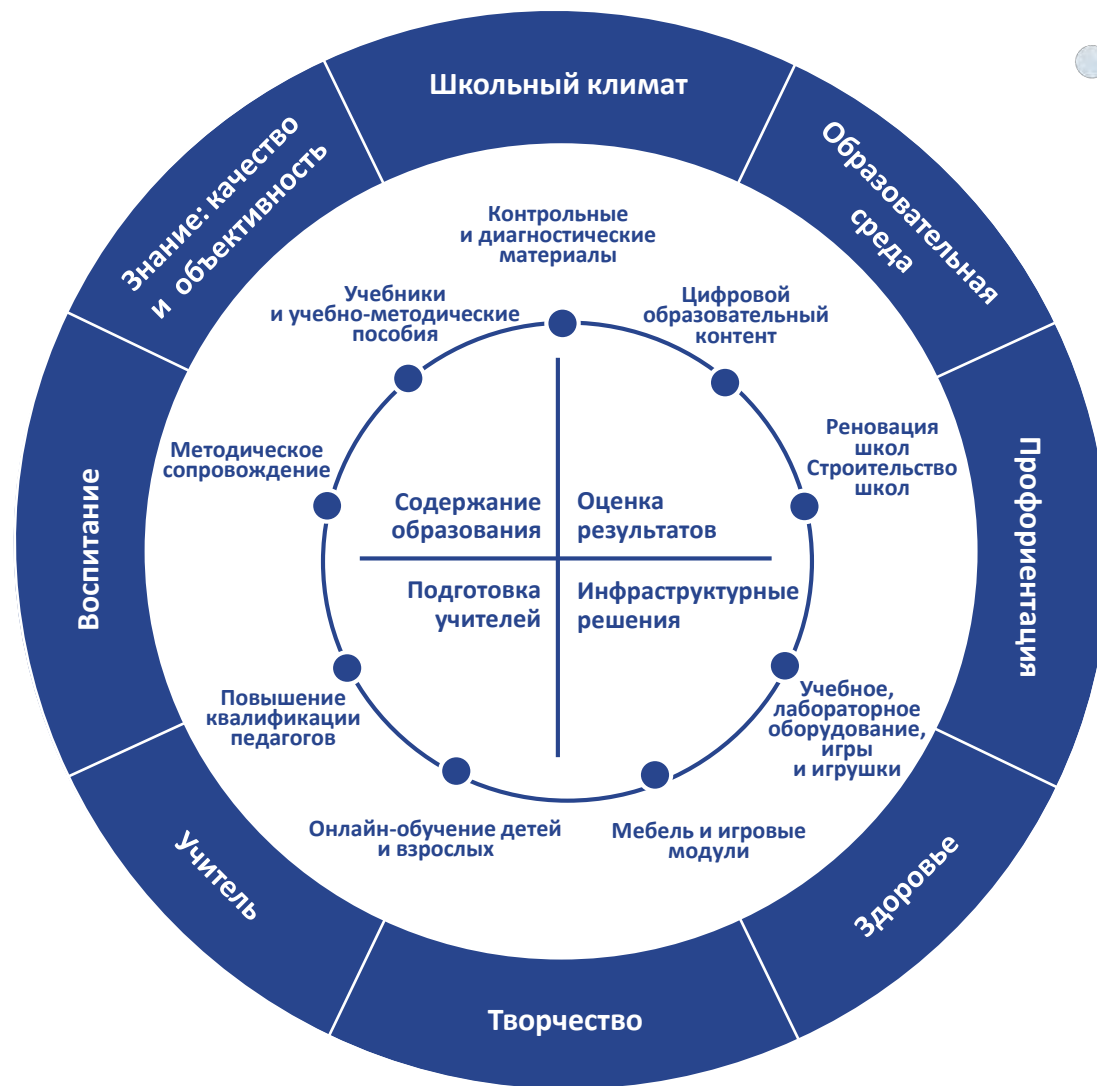 Школьный климат
Образовательная
среда
Профориентация
Здоровье
Творчество
Учитель
Воспитание
Знание: качество
и объективность
Контрольные
и диагностические
материалы
Цифровой
образовательный
контент
Реновация
школ
Строительство
школ
Учебное,
лабораторное
оборудование,
игры
и игрушки
Мебель и игровые
модули
Онлайн-обучение детей
и взрослых
Повышение
квалификации
педагогов
Методическое
сопровождение
Учебники
и учебно-методические
пособия
Содержание
образования
Оценка
результатов
Подготовка
учителей
Инфраструктурные
решения